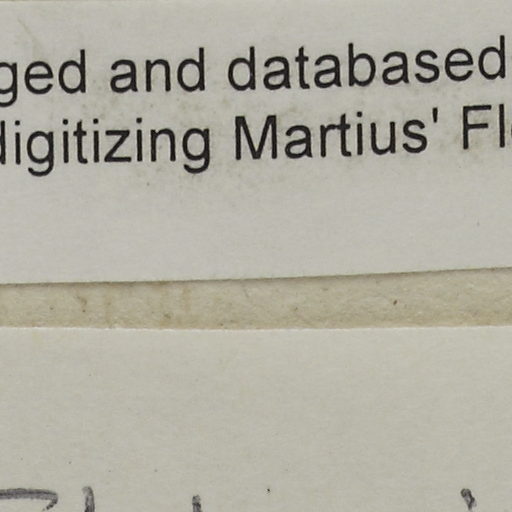 ged and databased
digitizing Martius' Fl